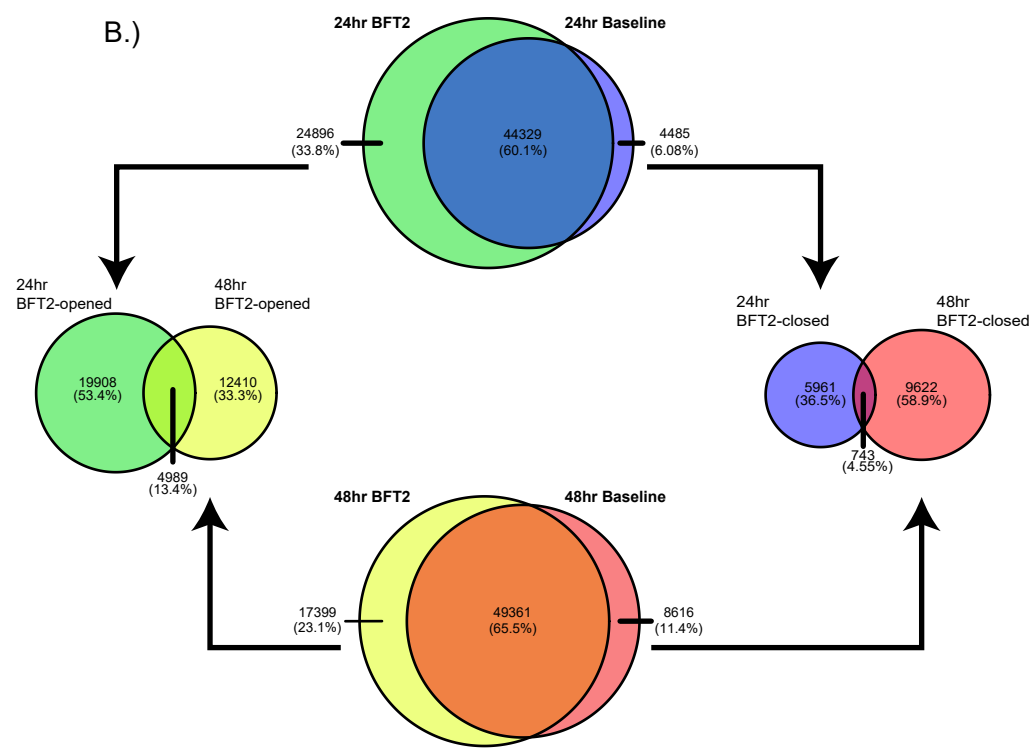 B.)
24hr BFT2
24hr Baseline
24896
(33.8%)
44329
(60.1%)
4485
(6.08%)
24hr
BFT2-opened
48hr
BFT2-opened
19908
(53.4%)
12410
(33.3%)
4989
(13.4%)
24hr
BFT2-closed
48hr
BFT2-closed
5961
(36.5%)
9622
(58.9%)
743
(4.55%)
48hr BFT2
48hr Baseline
17399
(23.1%)
49361
(65.5%)
8616
(11.4%)